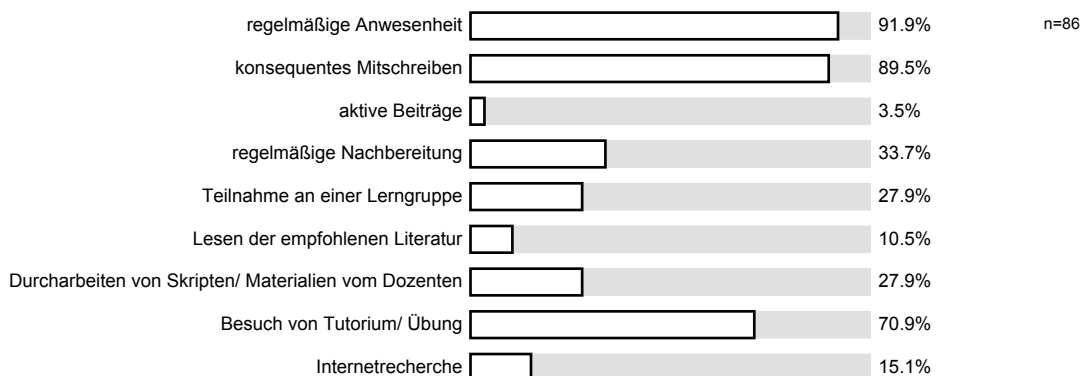 regelmäßige Anwesenheit 91.9% n=86
konsequentes Mitschreiben 89.5%
aktive Beiträge 3.5%
regelmäßige Nachbereitung 33.7%
Teilnahme an einer Lerngruppe 27.9%
Lesen der empfohlenen Literatur 10.5%
Durcharbeiten von Skripten/ Materialien vom Dozenten 27.9%
Besuch von Tutorium/ Übung 70.9%
Internetrecherche 15.1%